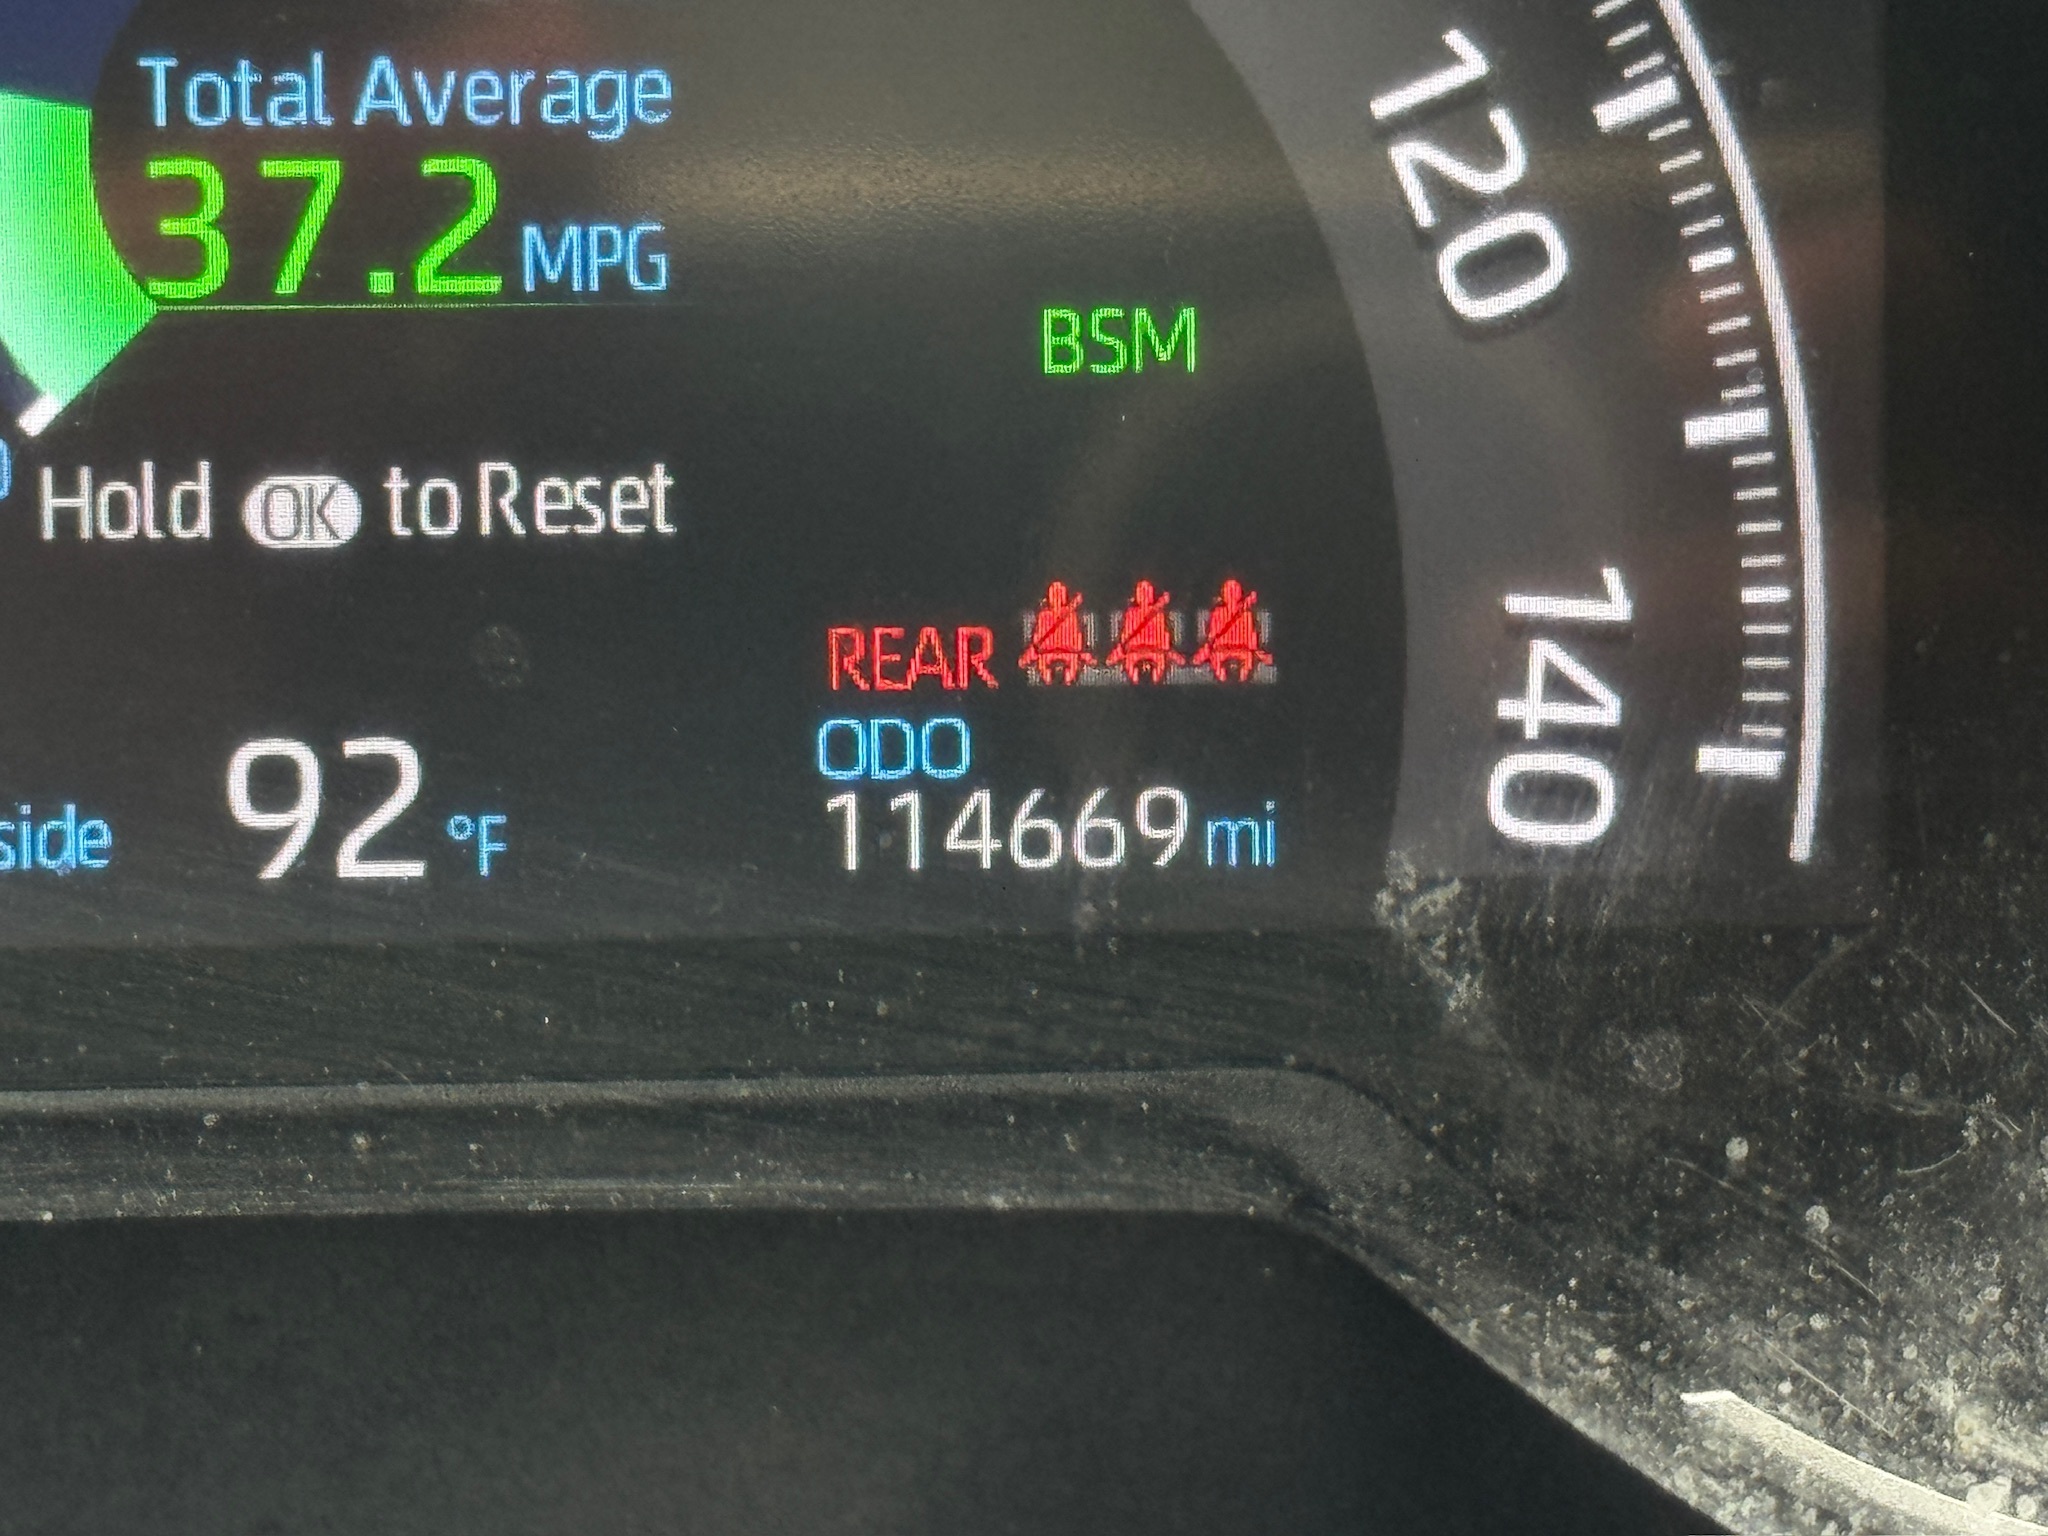 Total Average
37.2 MPG
BSM
Hold OK to Reset
REAR
ODO
114669 mi
side 92 °F
120
140